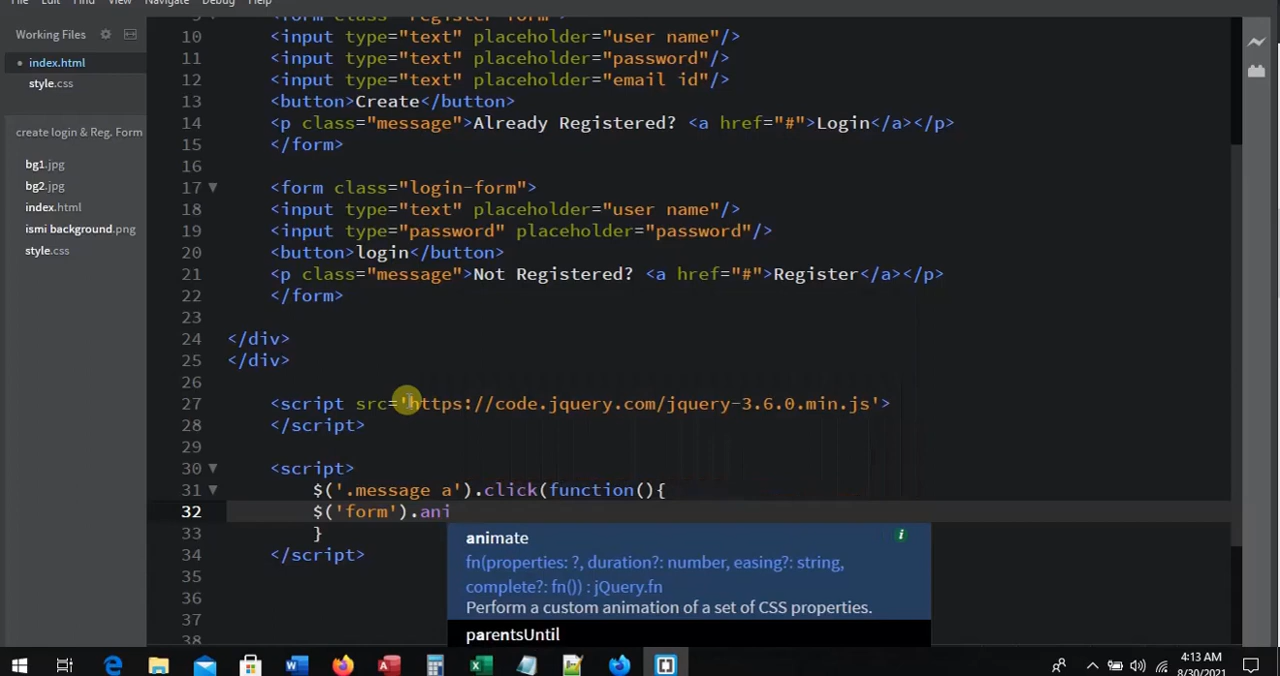 File Edit Find View Navigate Debug Help
Working Files
index.html
style.css
create login & Reg. Form
bg1.jpg
bg2.jpg
index.html
ismi background.png
style.css
9 <form class="register-form">
10 <input type="text" placeholder="user name"/>
11 <input type="text" placeholder="password"/>
12 <input type="text" placeholder="email id"/>
13 <button>Create</button>
14 <p class="message">Already Registered? <a href="#">Login</a></p>
15 </form>
16
17 <form class="login-form">
18 <input type="text" placeholder="user name"/>
19 <input type="password" placeholder="password"/>
20 <button>login</button>
21 <p class="message">Not Registered? <a href="#">Register</a></p>
22 </form>
23
24 </div>
25 </div>
26
27 <script src='https://code.jquery.com/jquery-3.6.0.min.js'>
28 </script>
29
30 <script>
31 $('.message a').click(function(){
32 $('form').ani
33 }
34 </script>
35
36
37
38
animate
fn(properties: ?, duration?: number, easing?: string,
complete?: fn()) : jQuery.fn
Perform a custom animation of a set of CSS properties.
parentsUntil
4:13 AM
8/30/2021